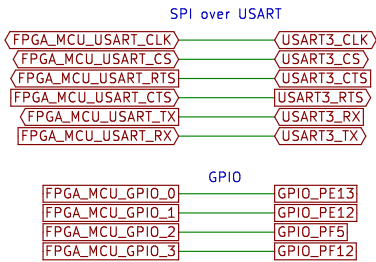 SPI over USART
FPGA_MCU_USART_CLK USART3_CLK
FPGA_MCU_USART_CS USART3_CS
FPGA_MCU_USART_RTS USART3_CTS
FPGA_MCU_USART_CTS USART3_RTS
FPGA_MCU_USART_TX USART3_RX
FPGA_MCU_USART_RX USART3_TX
GPIO
FPGA_MCU_GPIO_0 GPIO_PE13
FPGA_MCU_GPIO_1 GPIO_PE12
FPGA_MCU_GPIO_2 GPIO_PF5
FPGA_MCU_GPIO_3 GPIO_PF12